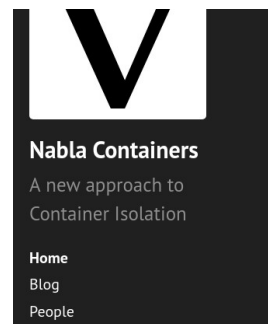 Nabla Containers
A new approach to
Container Isolation
Home
Blog
People